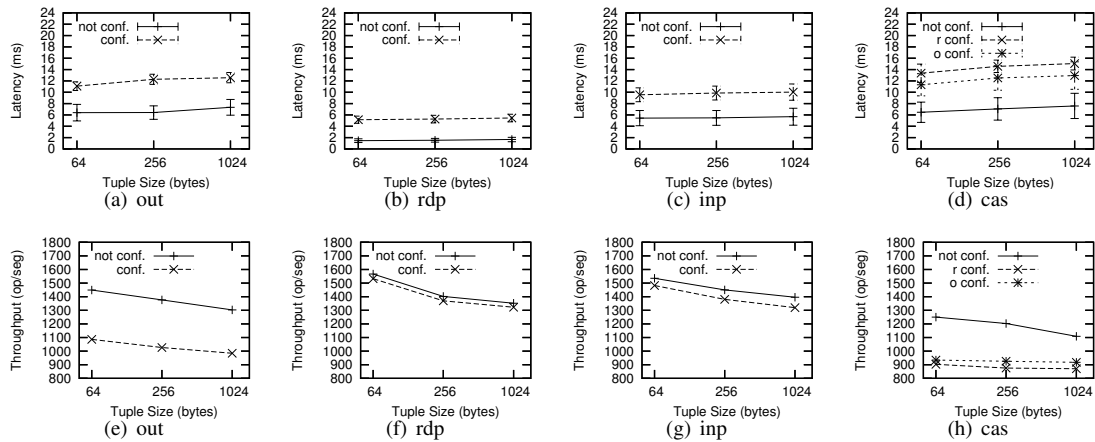 24
22
20
18
16
14
12
10
8
6
4
2
0
Latency (ms)
not conf.
conf.
64 256 1024
Tuple Size (bytes)
(a) out
24
22
20
18
16
14
12
10
8
6
4
2
0
Latency (ms)
not conf.
conf.
64 256 1024
Tuple Size (bytes)
(b) rdp
24
22
20
18
16
14
12
10
8
6
4
2
0
Latency (ms)
not conf.
conf.
64 256 1024
Tuple Size (bytes)
(c) inp
24
22
20
18
16
14
12
10
8
6
4
2
0
Latency (ms)
not conf.
r conf.
o conf.
64 256 1024
Tuple Size (bytes)
(d) cas
1800
1700
1600
1500
1400
1300
1200
1100
1000
900
800
Throughput (op/seg)
not conf.
conf.
64 256 1024
Tuple Size (bytes)
(e) out
1800
1700
1600
1500
1400
1300
1200
1100
1000
900
800
Throughput (op/seg)
not conf.
conf.
64 256 1024
Tuple Size (bytes)
(f) rdp
1800
1700
1600
1500
1400
1300
1200
1100
1000
900
800
Throughput (op/seg)
not conf.
conf.
64 256 1024
Tuple Size (bytes)
(g) inp
1800
1700
1600
1500
1400
1300
1200
1100
1000
900
800
Throughput (op/seg)
not conf.
r conf.
o conf.
64 256 1024
Tuple Size (bytes)
(h) cas